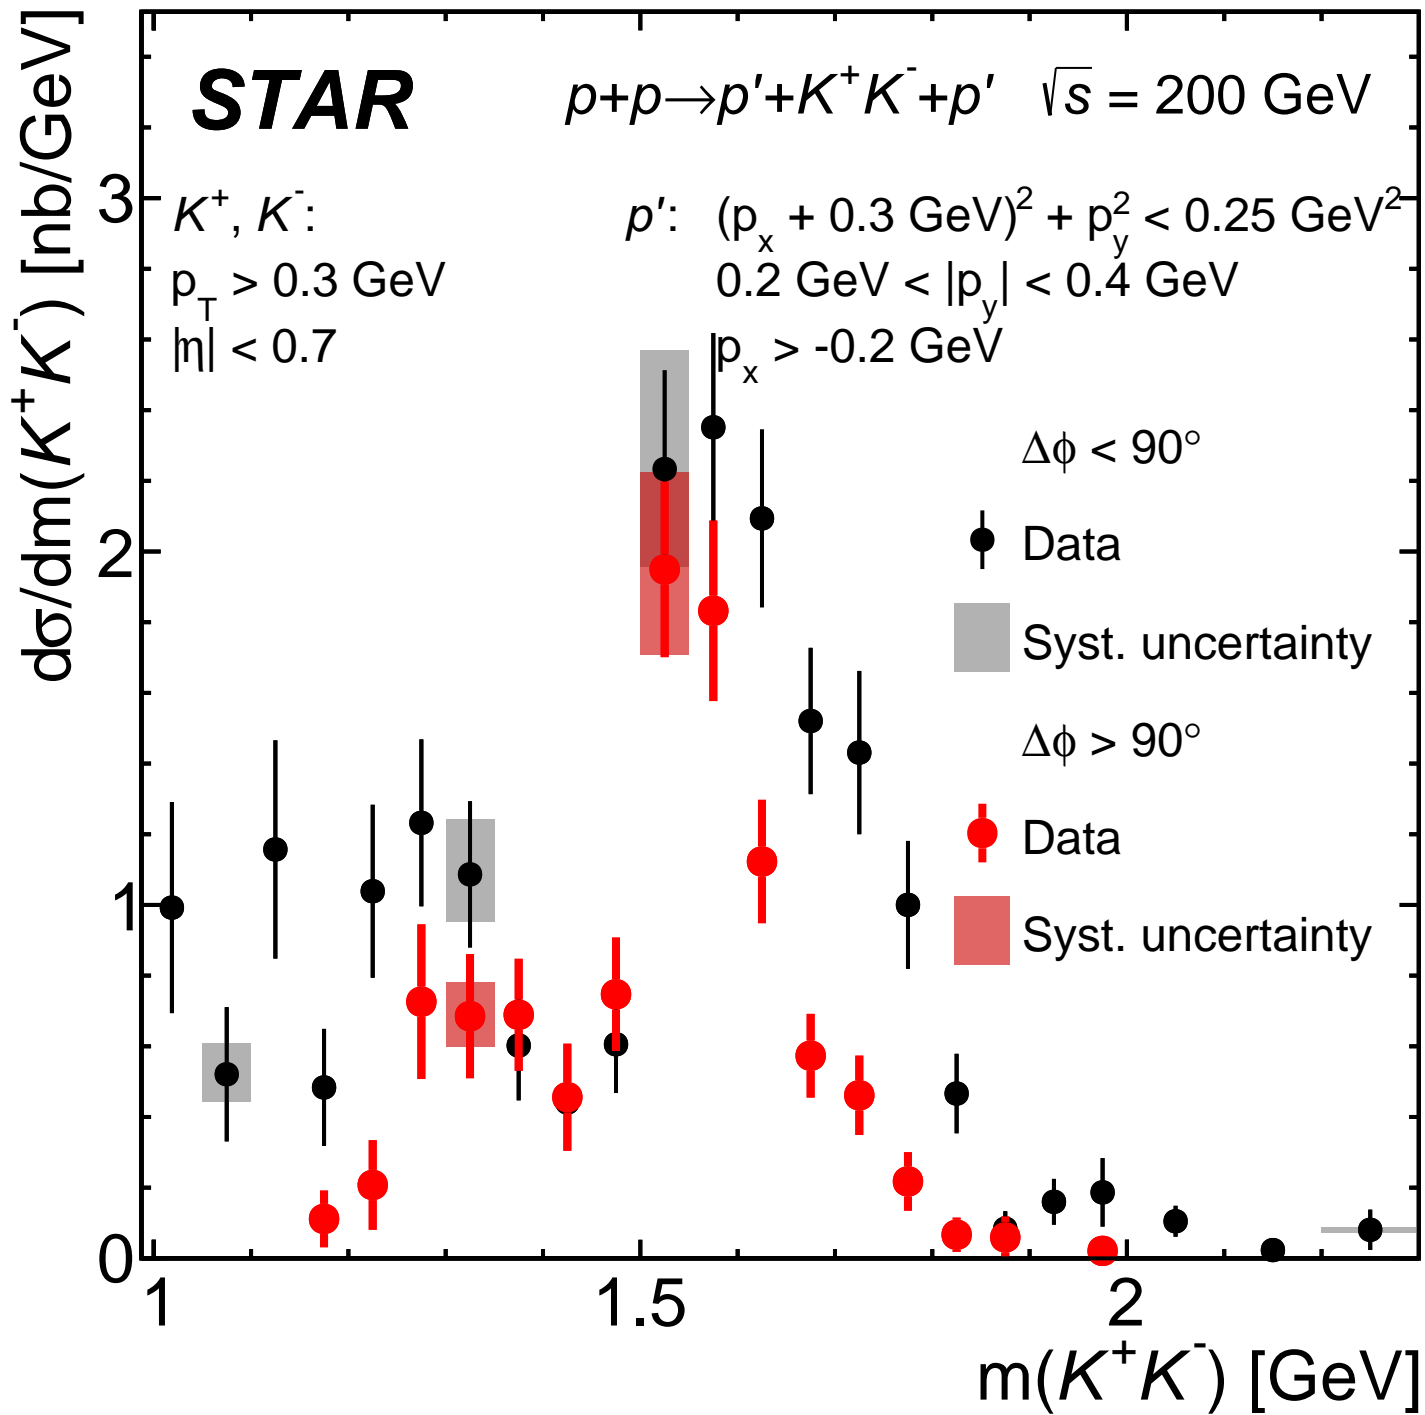 STAR p+p→p′+K⁺K⁻+p′ √s = 200 GeV
K⁺, K⁻: p′: (pₓ + 0.3 GeV)² + p_y² < 0.25 GeV²
p_T > 0.3 GeV 0.2 GeV < |p_y| < 0.4 GeV
|η| < 0.7 pₓ > -0.2 GeV
Δϕ < 90°
Data
Syst. uncertainty
Δϕ > 90°
Data
Syst. uncertainty
dσ/dm(K⁺K⁻) [nb/GeV]
3
2
1
0
1 1.5 2
m(K⁺K⁻) [GeV]